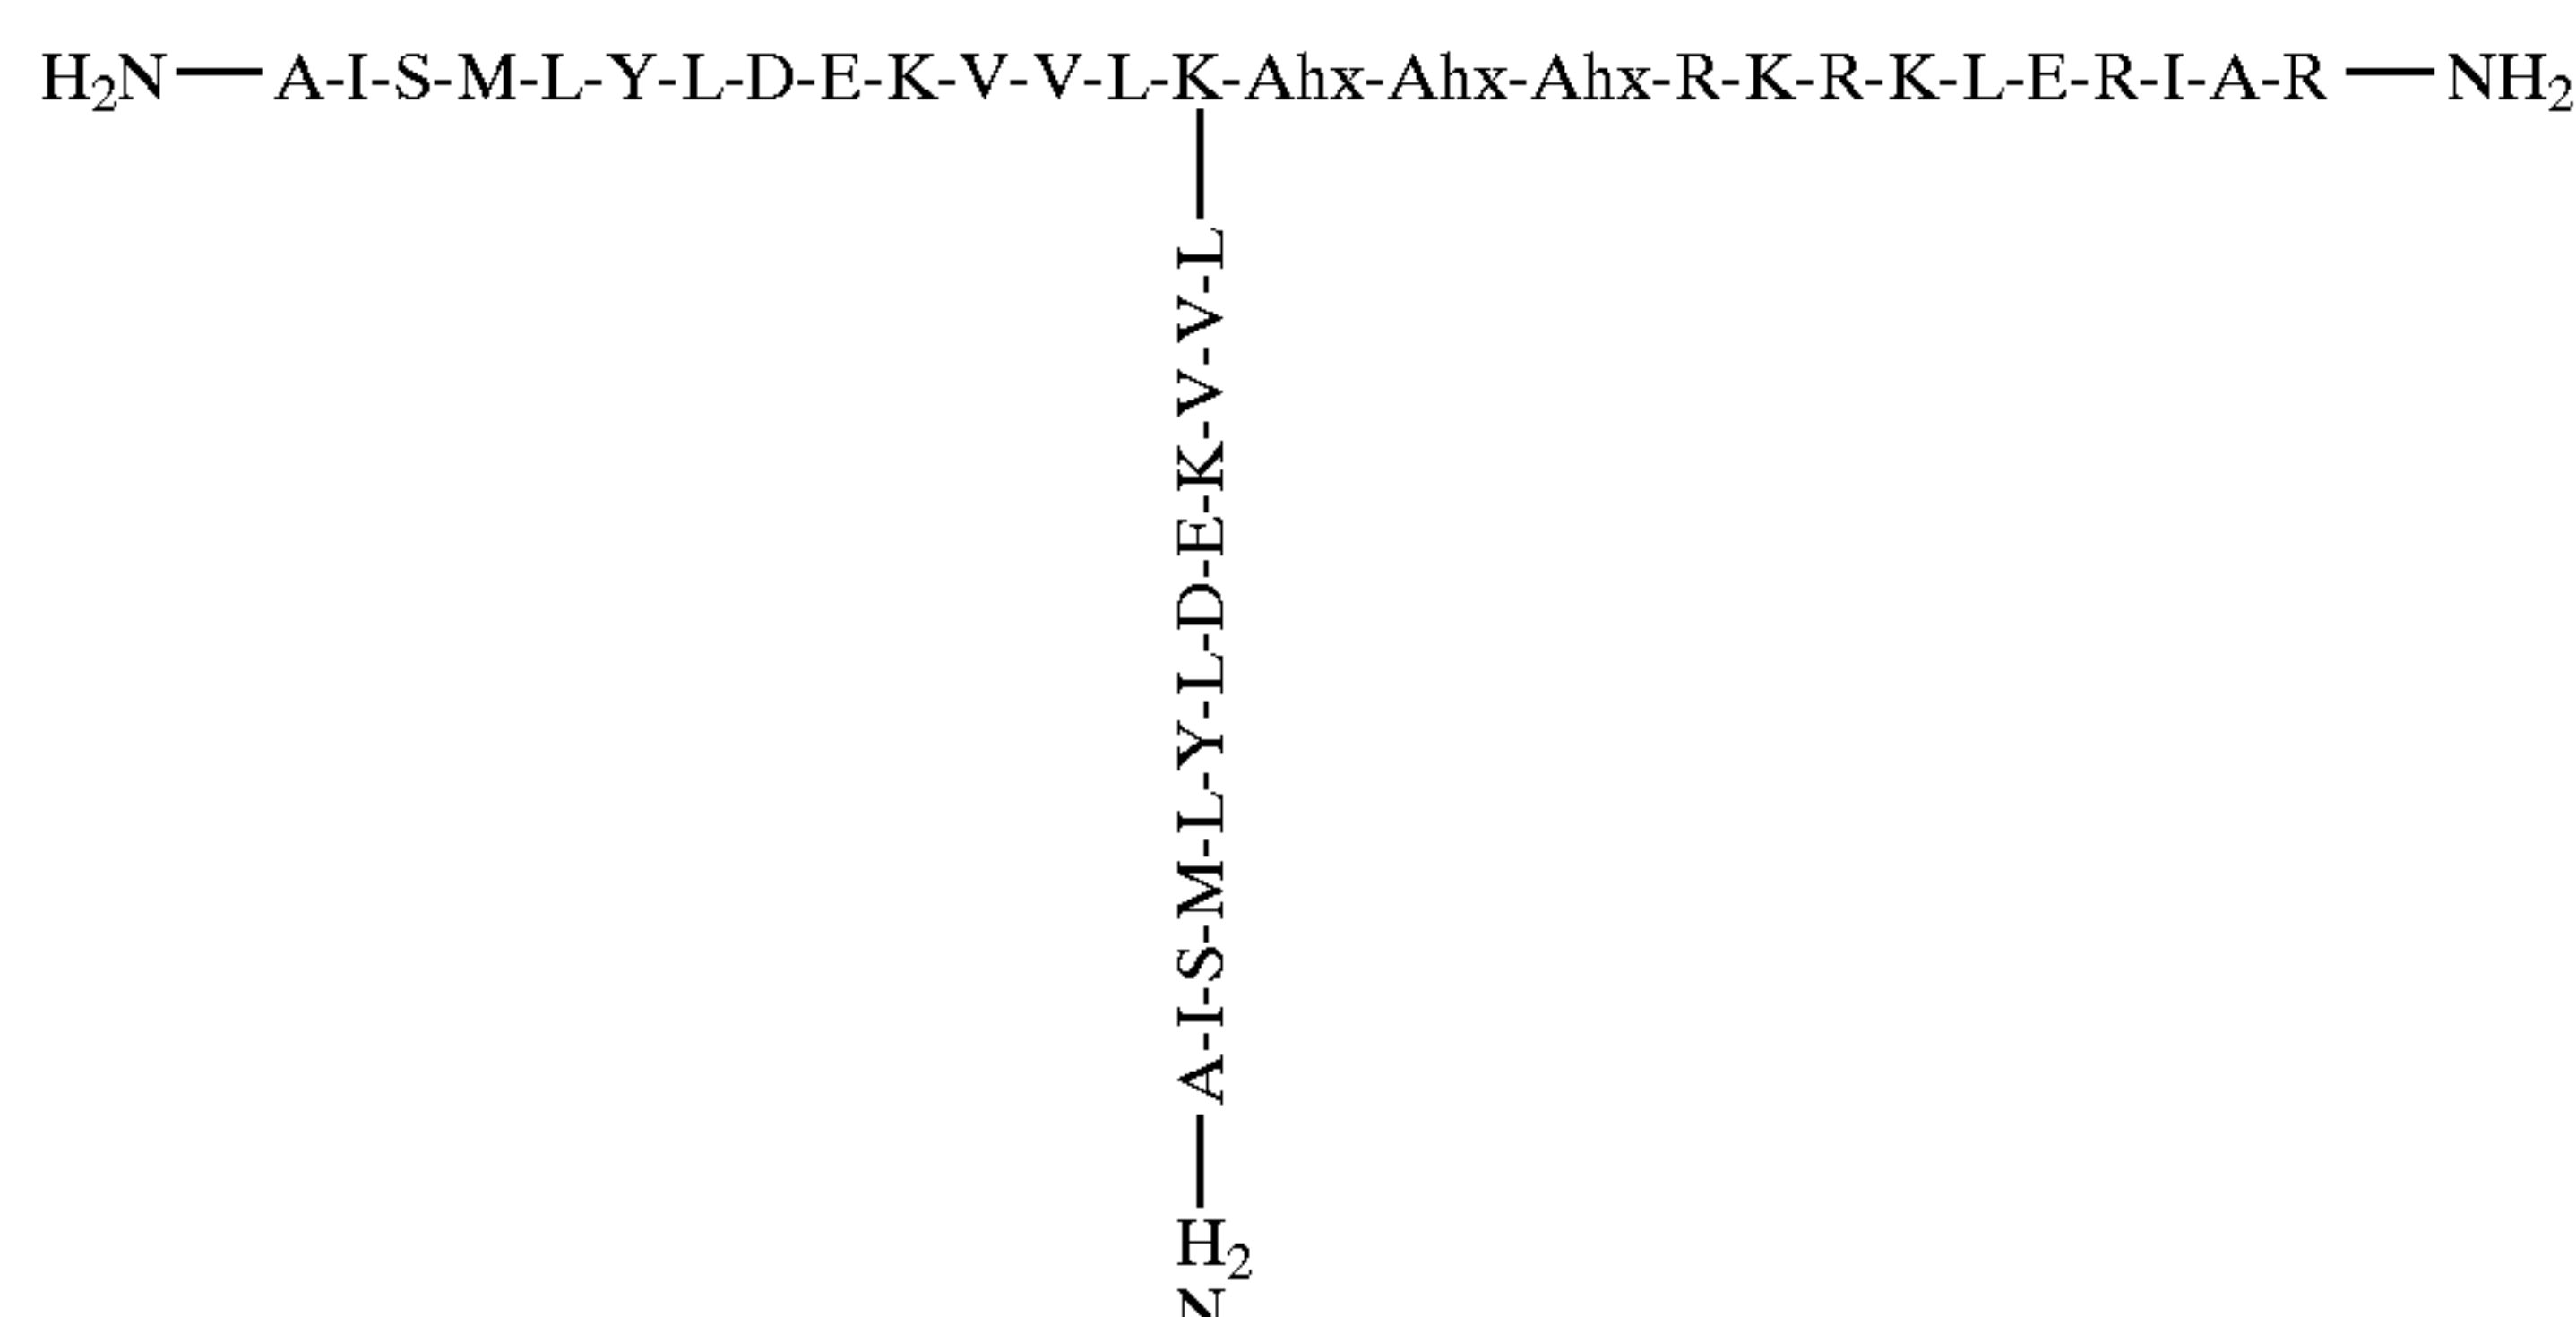 H₂N—A-I-S-M-L-Y-L-D-E-K-V-V-L-K-Ahx-Ahx-Ahx-R-K-R-K-L-E-R-I-A-R—NH₂
A-I-S-M-L-Y-L-D-E-K-V-V-L
H₂
N